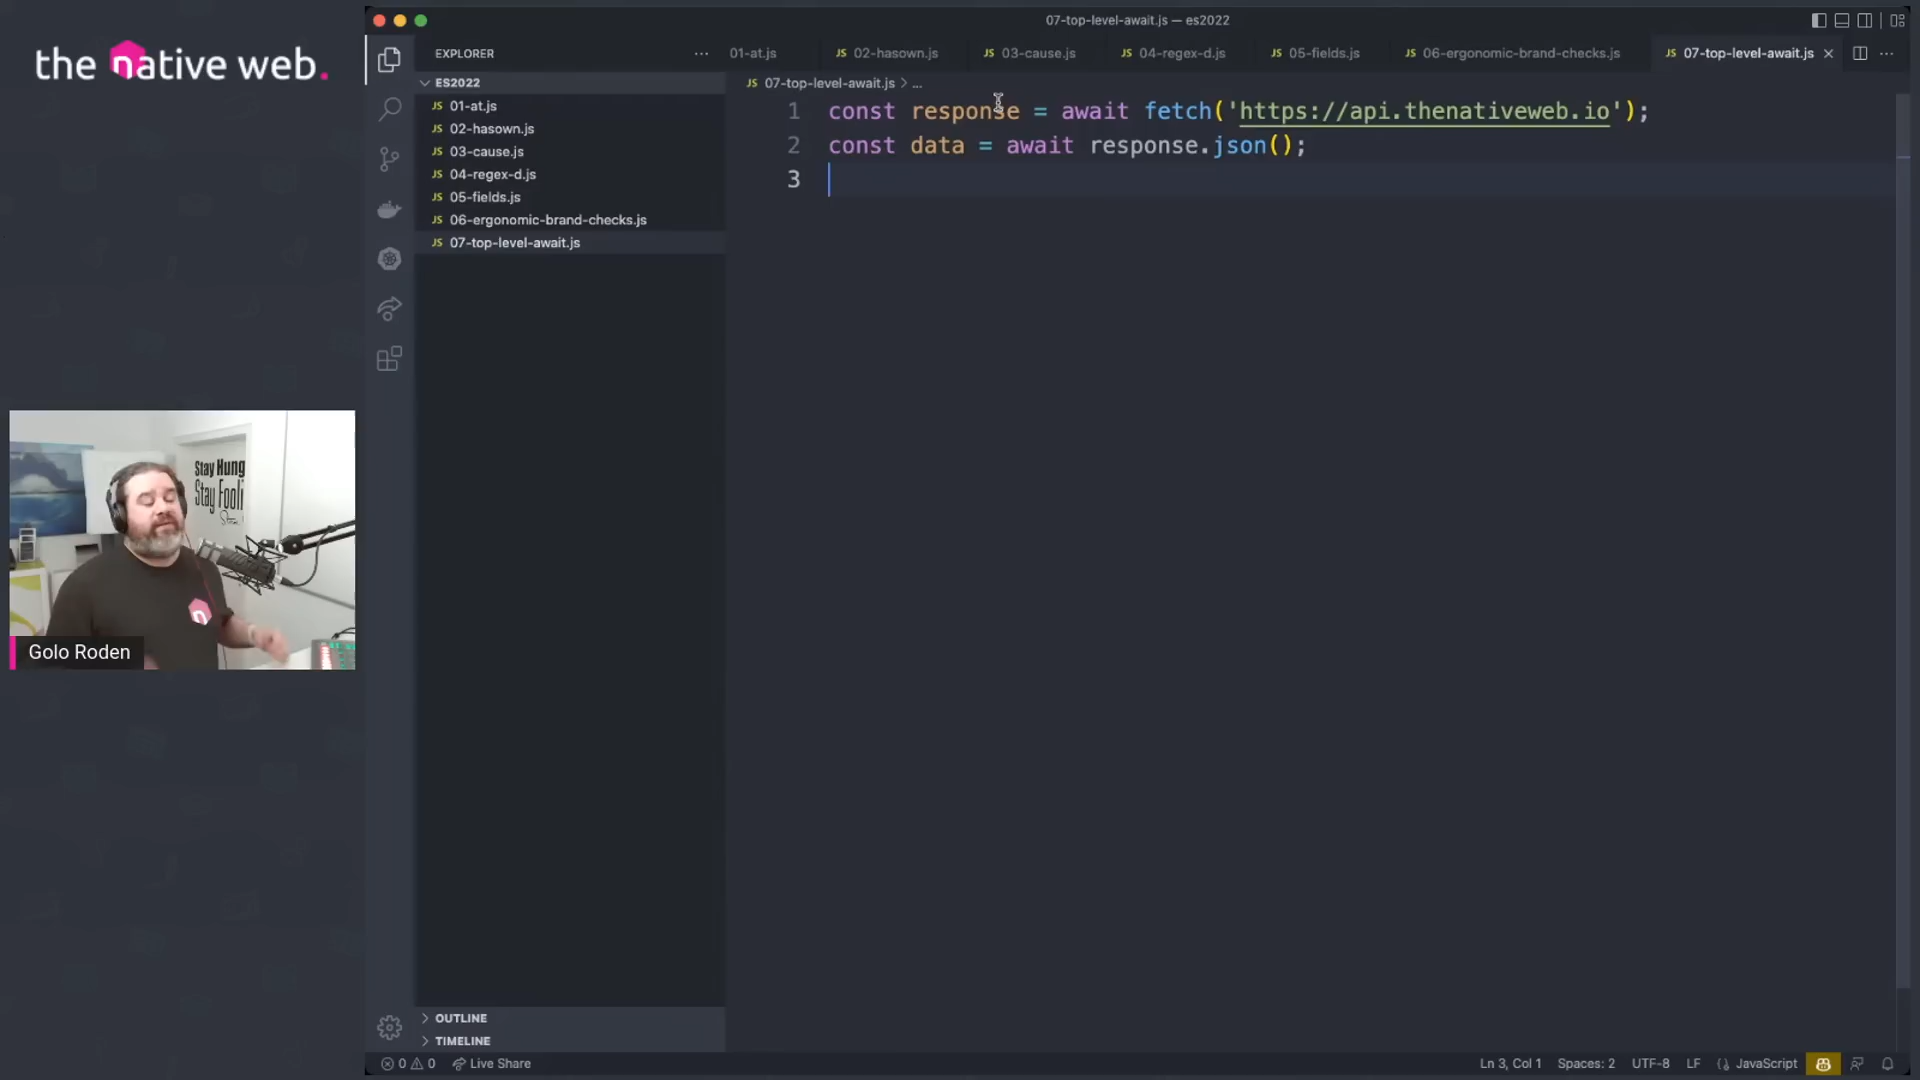 the native web.
07-top-level-await.js — es2022
EXPLORER
01-at.js
02-hasown.js
03-cause.js
04-regex-d.js
05-fields.js
06-ergonomic-brand-checks.js
07-top-level-await.js
ES2022
01-at.js
02-hasown.js
03-cause.js
04-regex-d.js
05-fields.js
06-ergonomic-brand-checks.js
07-top-level-await.js
07-top-level-await.js > ...
1 const response = await fetch('https://api.thenativeweb.io');
2 const data = await response.json();
3
Stay Hung
Stay Fooli
Golo Roden
OUTLINE
TIMELINE
0 0 Live Share
Ln 3, Col 1 Spaces: 2 UTF-8 LF JavaScript